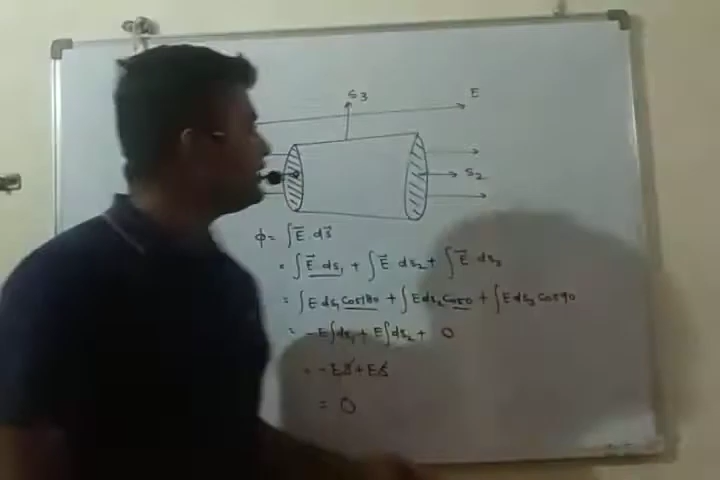 S3
E
S2
ϕ = ∫E⃗ . ds⃗
= ∫E⃗ . ds₁ + ∫E⃗ ds₂ + ∫E⃗ ds₃
= ∫E ds₁ Cos180 + ∫E ds₂ Cos0 + ∫E ds₃ Cos90
= -E∫ds₁ + E∫ds₂ + 0
= -ES + ES
= 0